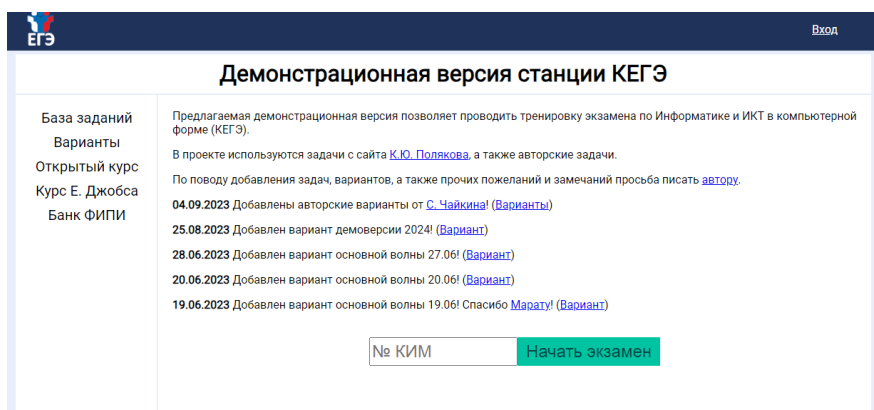 ЕГЭ
Вход
Демонстрационная версия станции КЕГЭ
База заданий
Варианты
Открытый курс
Курс Е. Джобса
Банк ФИПИ
Предлагаемая демонстрационная версия позволяет проводить тренировку экзамена по Информатике и ИКТ в компьютерной
форме (КЕГЭ).
В проекте используются задачи с сайта К.Ю. Полякова, а также авторские задачи.
По поводу добавления задач, вариантов, а также прочих пожеланий и замечаний просьба писать автору.
04.09.2023 Добавлены авторские варианты от С. Чайкина! (Варианты)
25.08.2023 Добавлен вариант демоверсии 2024! (Вариант)
28.06.2023 Добавлен вариант основной волны 27.06! (Вариант)
20.06.2023 Добавлен вариант основной волны 20.06! (Вариант)
19.06.2023 Добавлен вариант основной волны 19.06! Спасибо Марату! (Вариант)
№ КИМ
Начать экзамен